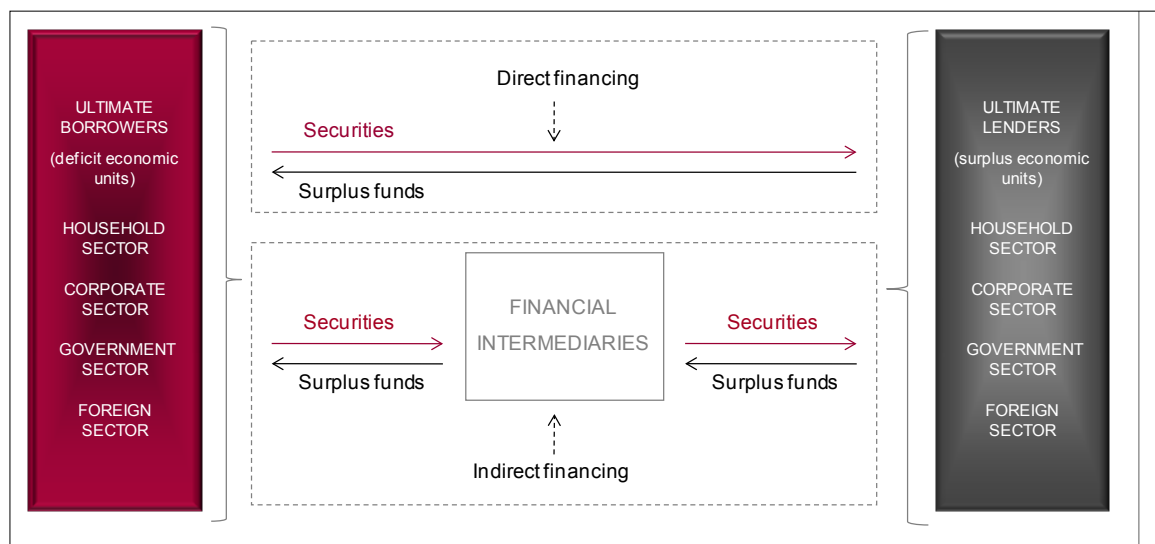 ULTIMATE
BORROWERS
(deficit economic
units)
HOUSEHOLD
SECTOR
CORPORATE
SECTOR
GOVERNMENT
SECTOR
FOREIGN
SECTOR
Direct financing
Securities
Surplus funds
FINANCIAL
INTERMEDIARIES
Securities
Surplus funds
Securities
Surplus funds
Indirect financing
ULTIMATE
LENDERS
(surplus economic
units)
HOUSEHOLD
SECTOR
CORPORATE
SECTOR
GOVERNMENT
SECTOR
FOREIGN
SECTOR